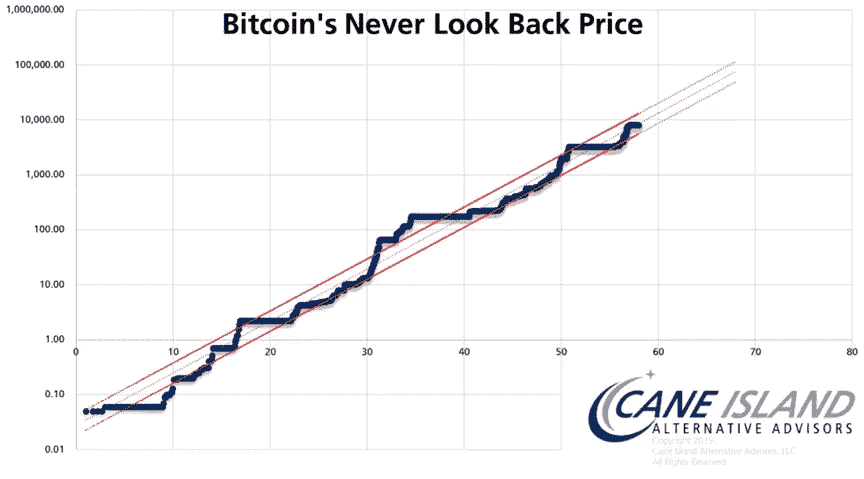 Bitcoin's Never Look Back Price
1,000,000.00
100,000.00
10,000.00
1,000.00
100.00
10.00
1.00
0.10
0.01
0 10 20 30 40 50 60 70 80
CANE ISLAND
ALTERNATIVE ADVISORS
Copyright 2019
Cane Island Alternative Advisors, LLC
All Rights Reserved